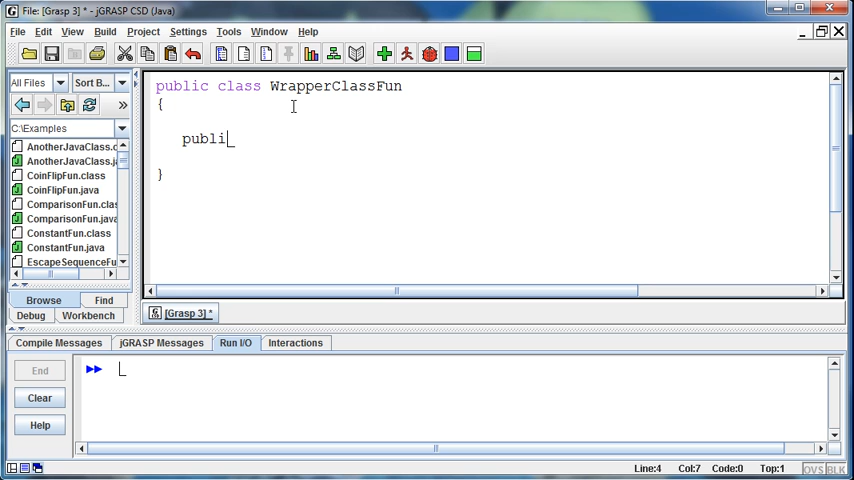 File: [Grasp 3] * - jGRASP CSD (Java)
File Edit View Build Project Settings Tools Window Help
All Files Sort B...
C:\Examples
AnotherJavaClass.c
AnotherJavaClass.ja
CoinFlipFun.class
CoinFlipFun.java
ComparisonFun.clas
ComparisonFun.java
ConstantFun.class
ConstantFun.java
EscapeSequenceFu
Browse Find
Debug Workbench
public class WrapperClassFun
{
publi
}
[Grasp 3] *
Compile Messages jGRASP Messages Run I/O Interactions
End
Clear
Help
Line:4 Col:7 Code:0 Top:1 OVS BLK